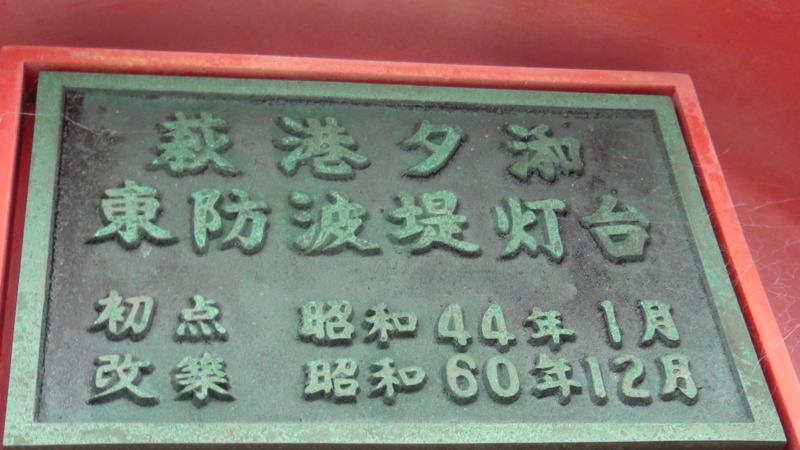 萩港夕泇
東防波堤灯台
初点 昭和44年1月
改築 昭和60年12月